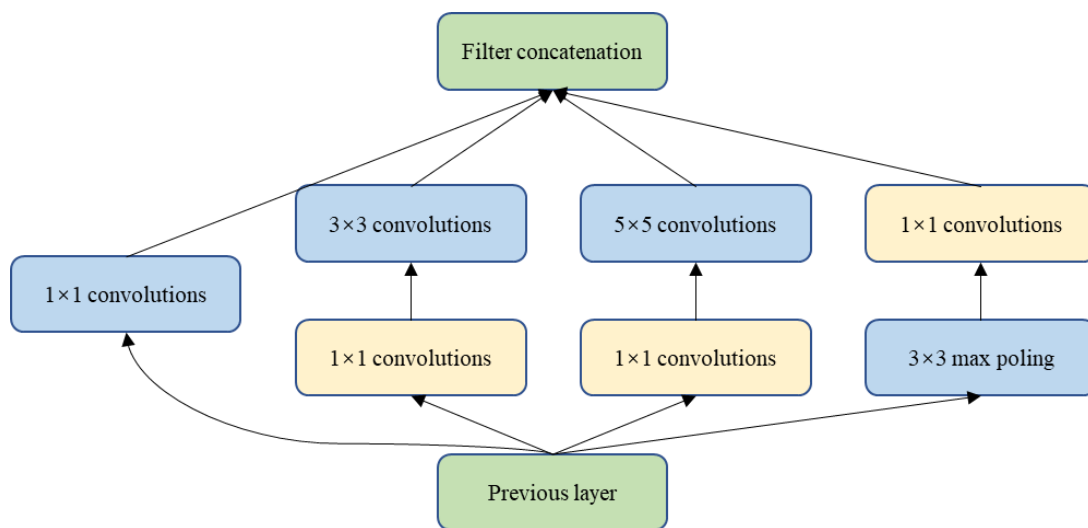 Filter concatenation
3×3 convolutions
5×5 convolutions
1×1 convolutions
1×1 convolutions
1×1 convolutions
1×1 convolutions
3×3 max poling
Previous layer